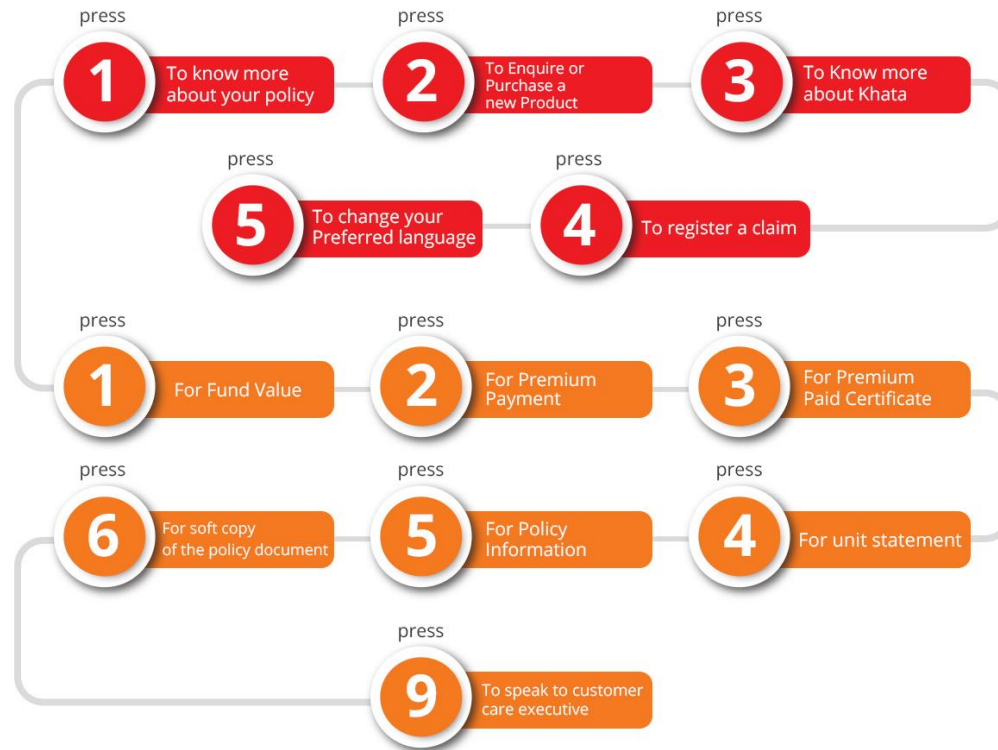 press
1
To know more
about your policy
press
2
To Enquire or
Purchase a
new Product
press
3
To Know more
about Khata
press
4
To register a claim
press
5
To change your
Preferred language
press
1
For Fund Value
press
2
For Premium
Payment
press
3
For Premium
Paid Certificate
press
4
For unit statement
press
5
For Policy
Information
press
6
For soft copy
of the policy document
press
9
To speak to customer
care executive